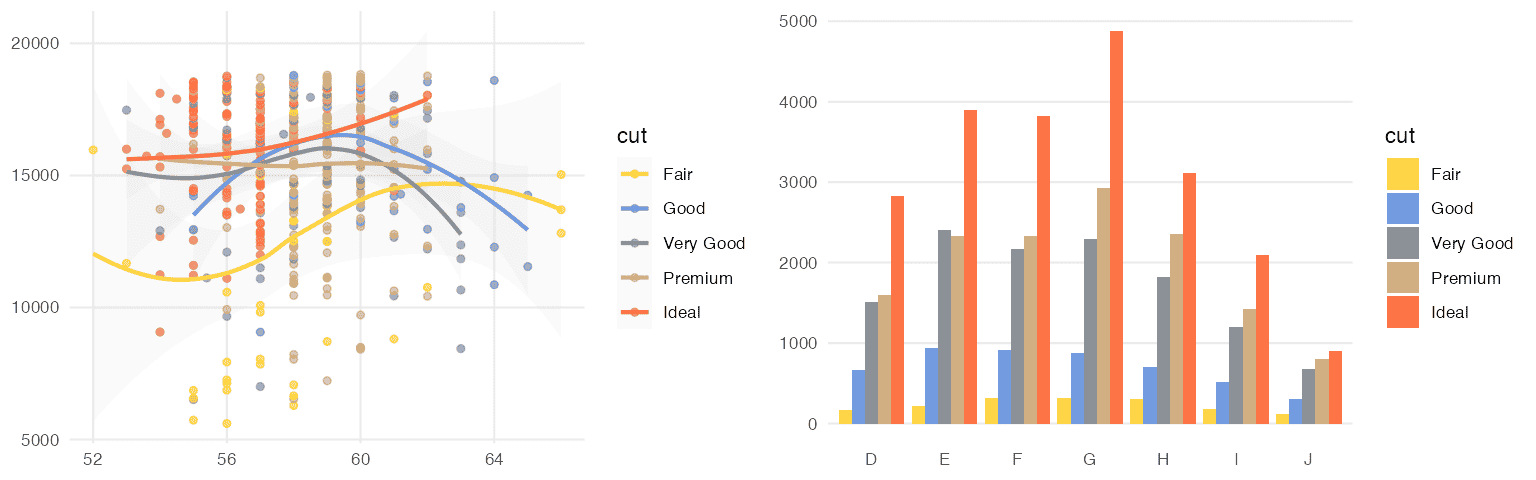 20000
15000
10000
5000
52 56 60 64
cut
Fair
Good
Very Good
Premium
Ideal
5000
4000
3000
2000
1000
0
D E F G H I J
cut
Fair
Good
Very Good
Premium
Ideal